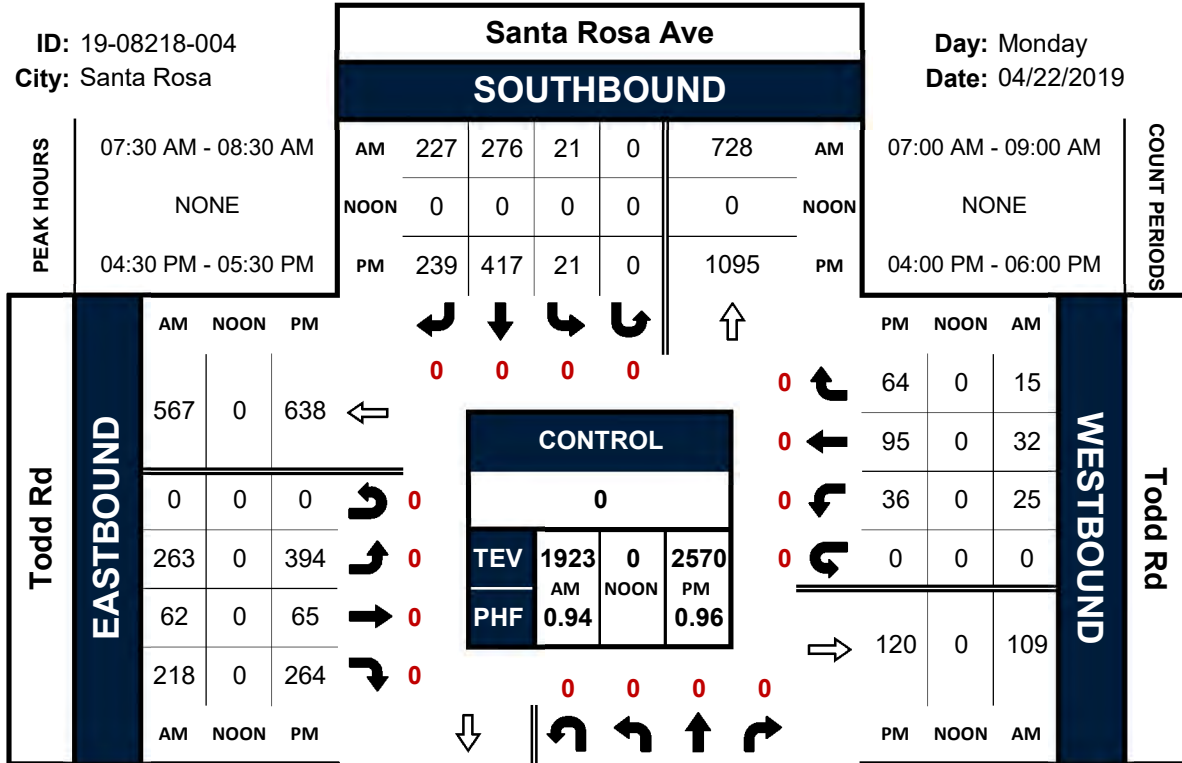 ID: 19-08218-004
City: Santa Rosa
Santa Rosa Ave
SOUTHBOUND
Day: Monday
Date: 04/22/2019
PEAK HOURS
07:30 AM - 08:30 AM
NONE
04:30 PM - 05:30 PM
AM 227 276 21 0 728 AM
NOON 0 0 0 0 0 NOON
PM 239 417 21 0 1095 PM
07:00 AM - 09:00 AM
NONE
04:00 PM - 06:00 PM
COUNT PERIODS
0 0 0 0
Todd Rd
EASTBOUND
AM NOON PM
567 0 638
0 0 0 0
263 0 394 0
62 0 65 0
218 0 264 0
AM NOON PM
CONTROL
0
TEV 1923 0 2570
AM NOON PM
PHF 0.94 0.96
PM NOON AM
0 64 0 15
0 95 0 32
0 36 0 25
0 0 0 0
120 0 109
PM NOON AM
WESTBOUND
Todd Rd
0 0 0 0